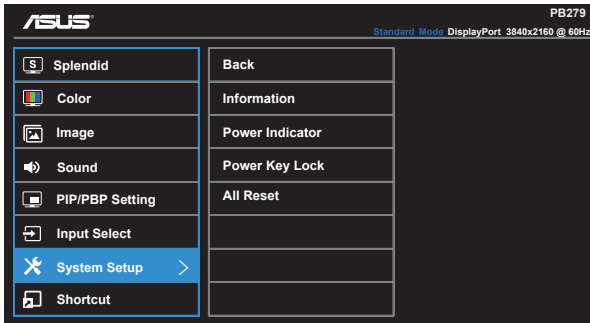 ASUS
PB279
Standard Mode DisplayPort 3840x2160 @ 60Hz
S Splendid
Color
Image
Sound
PIP/PBP Setting
Input Select
System Setup
Shortcut
Back
Information
Power Indicator
Power Key Lock
All Reset